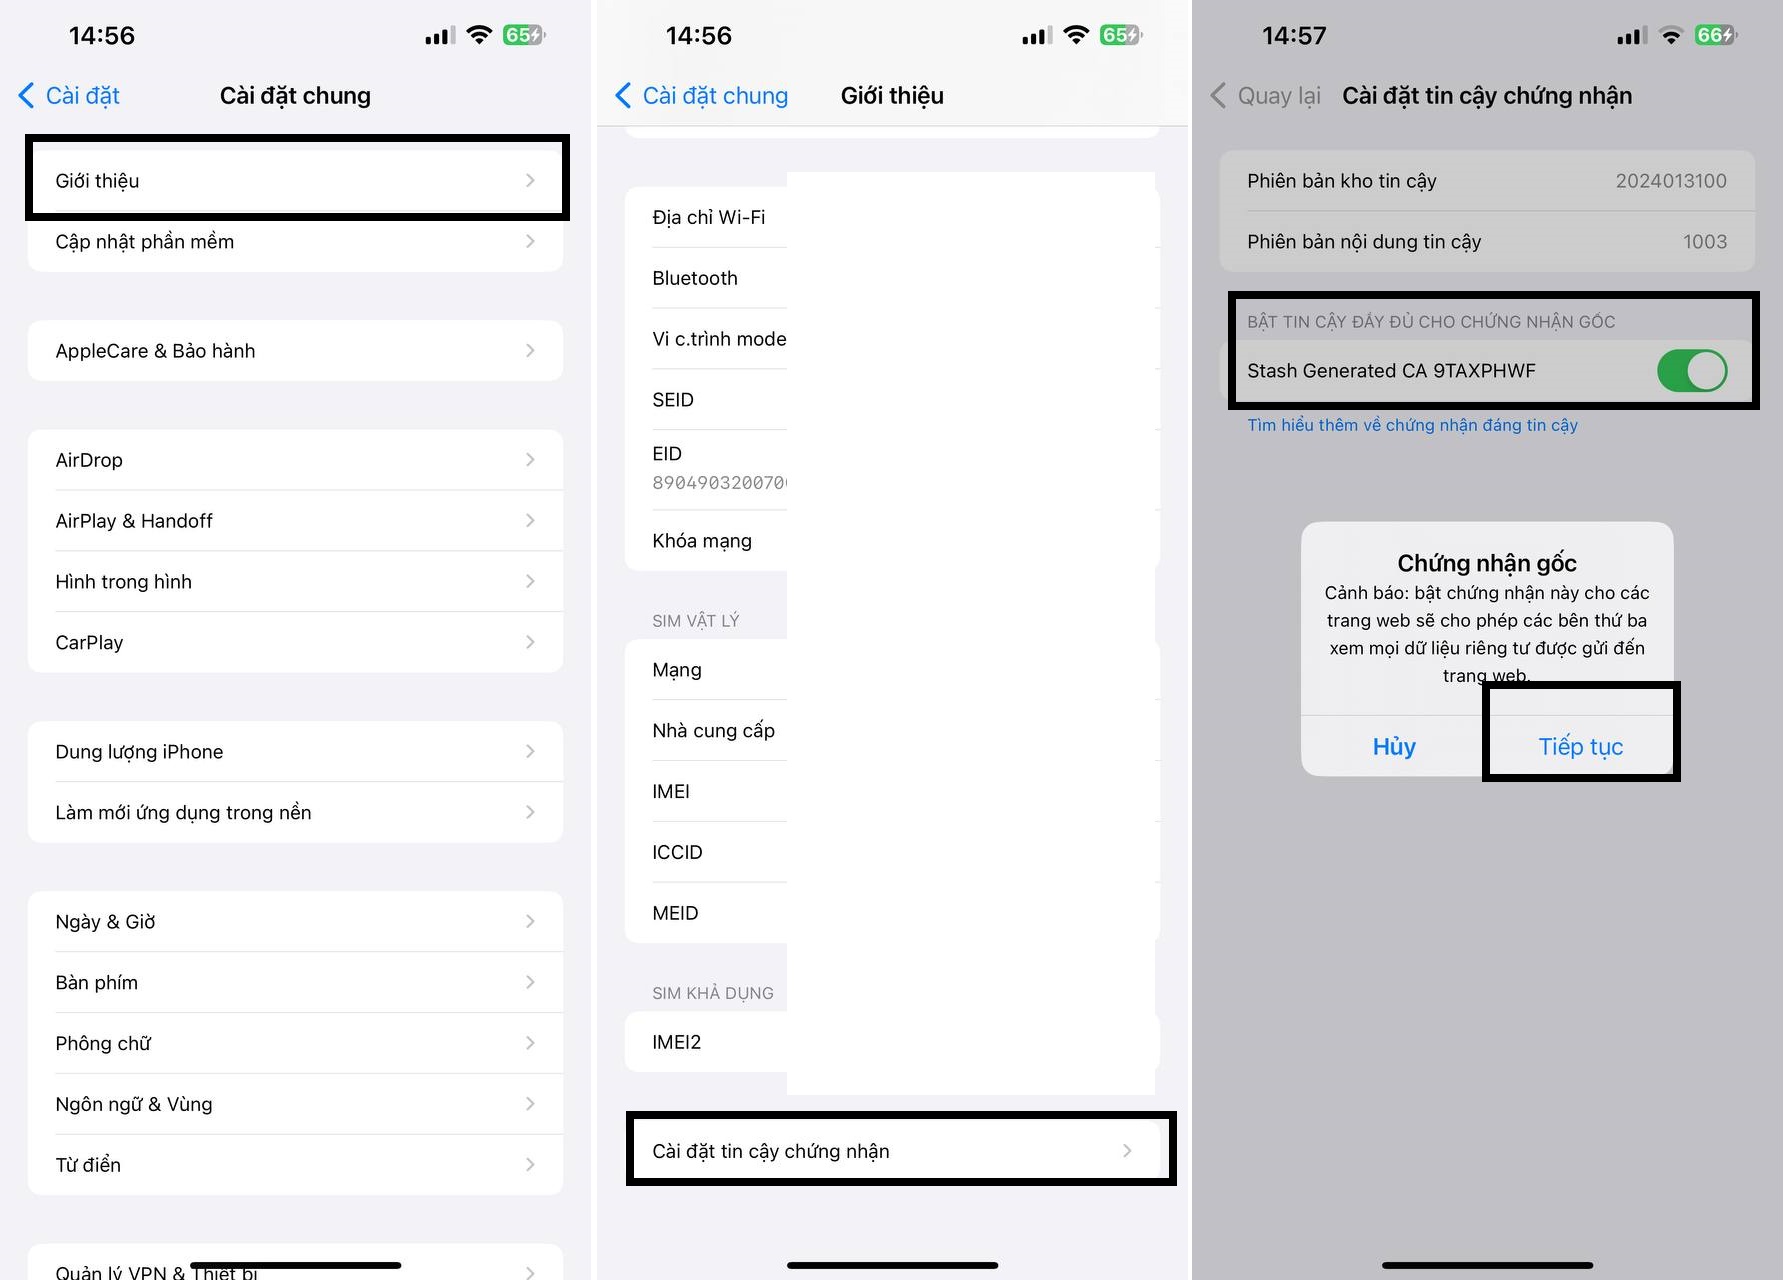 14:56
65
Cài đặt
Cài đặt chung
Giới thiệu
Cập nhật phần mềm
AppleCare & Bảo hành
AirDrop
AirPlay & Handoff
Hình trong hình
CarPlay
Dung lượng iPhone
Làm mới ứng dụng trong nền
Ngày & Giờ
Bàn phím
Phông chữ
Ngôn ngữ & Vùng
Từ điển
Quản lý VPN & Thiết bị
14:56
65
Cài đặt chung
Giới thiệu
Địa chỉ Wi-Fi
Bluetooth
Vi c.trình mode
SEID
EID
890490320070
Khóa mạng
SIM VẬT LÝ
Mạng
Nhà cung cấp
IMEI
ICCID
MEID
SIM KHẢ DỤNG
IMEI2
Cài đặt tin cậy chứng nhận
14:57
66
Quay lại
Cài đặt tin cậy chứng nhận
Phiên bản kho tin cậy
2024013100
Phiên bản nội dung tin cậy
1003
BẬT TIN CẬY ĐẦY ĐỦ CHO CHỨNG NHẬN GỐC
Stash Generated CA 9TAXPHWF
Tìm hiểu thêm về chứng nhận đáng tin cậy
Chứng nhận gốc
Cảnh báo: bật chứng nhận này cho các
trang web sẽ cho phép các bên thứ ba
xem mọi dữ liệu riêng tư được gửi đến
trang web.
Hủy
Tiếp tục